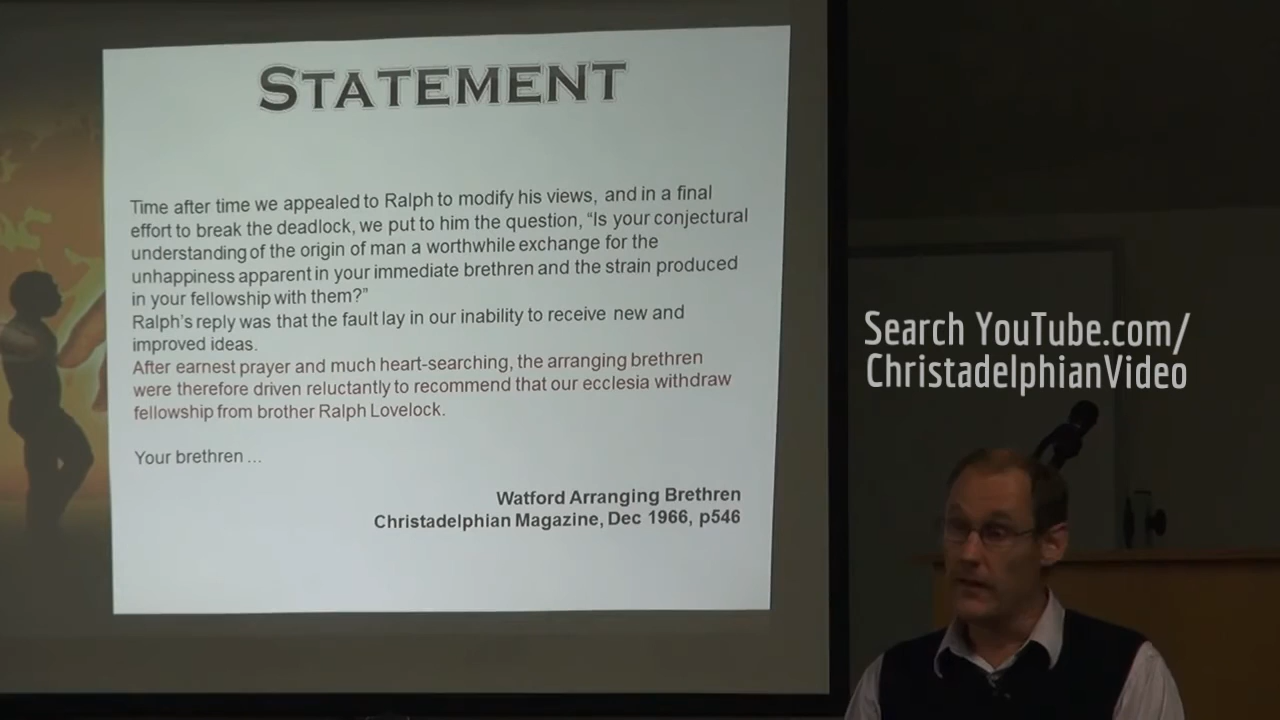 STATEMENT
Time after time we appealed to Ralph to modify his views, and in a final
effort to break the deadlock, we put to him the question, “Is your conjectural
understanding of the origin of man a worthwhile exchange for the
unhappiness apparent in your immediate brethren and the strain produced
in your fellowship with them?”
Ralph's reply was that the fault lay in our inability to receive new and
improved ideas.
After earnest prayer and much heart-searching, the arranging brethren
were therefore driven reluctantly to recommend that our ecclesia withdraw
fellowship from brother Ralph Lovelock.
Your brethren ...
Watford Arranging Brethren
Christadelphian Magazine, Dec 1966, p546
Search YouTube.com/
ChristadelphianVideo